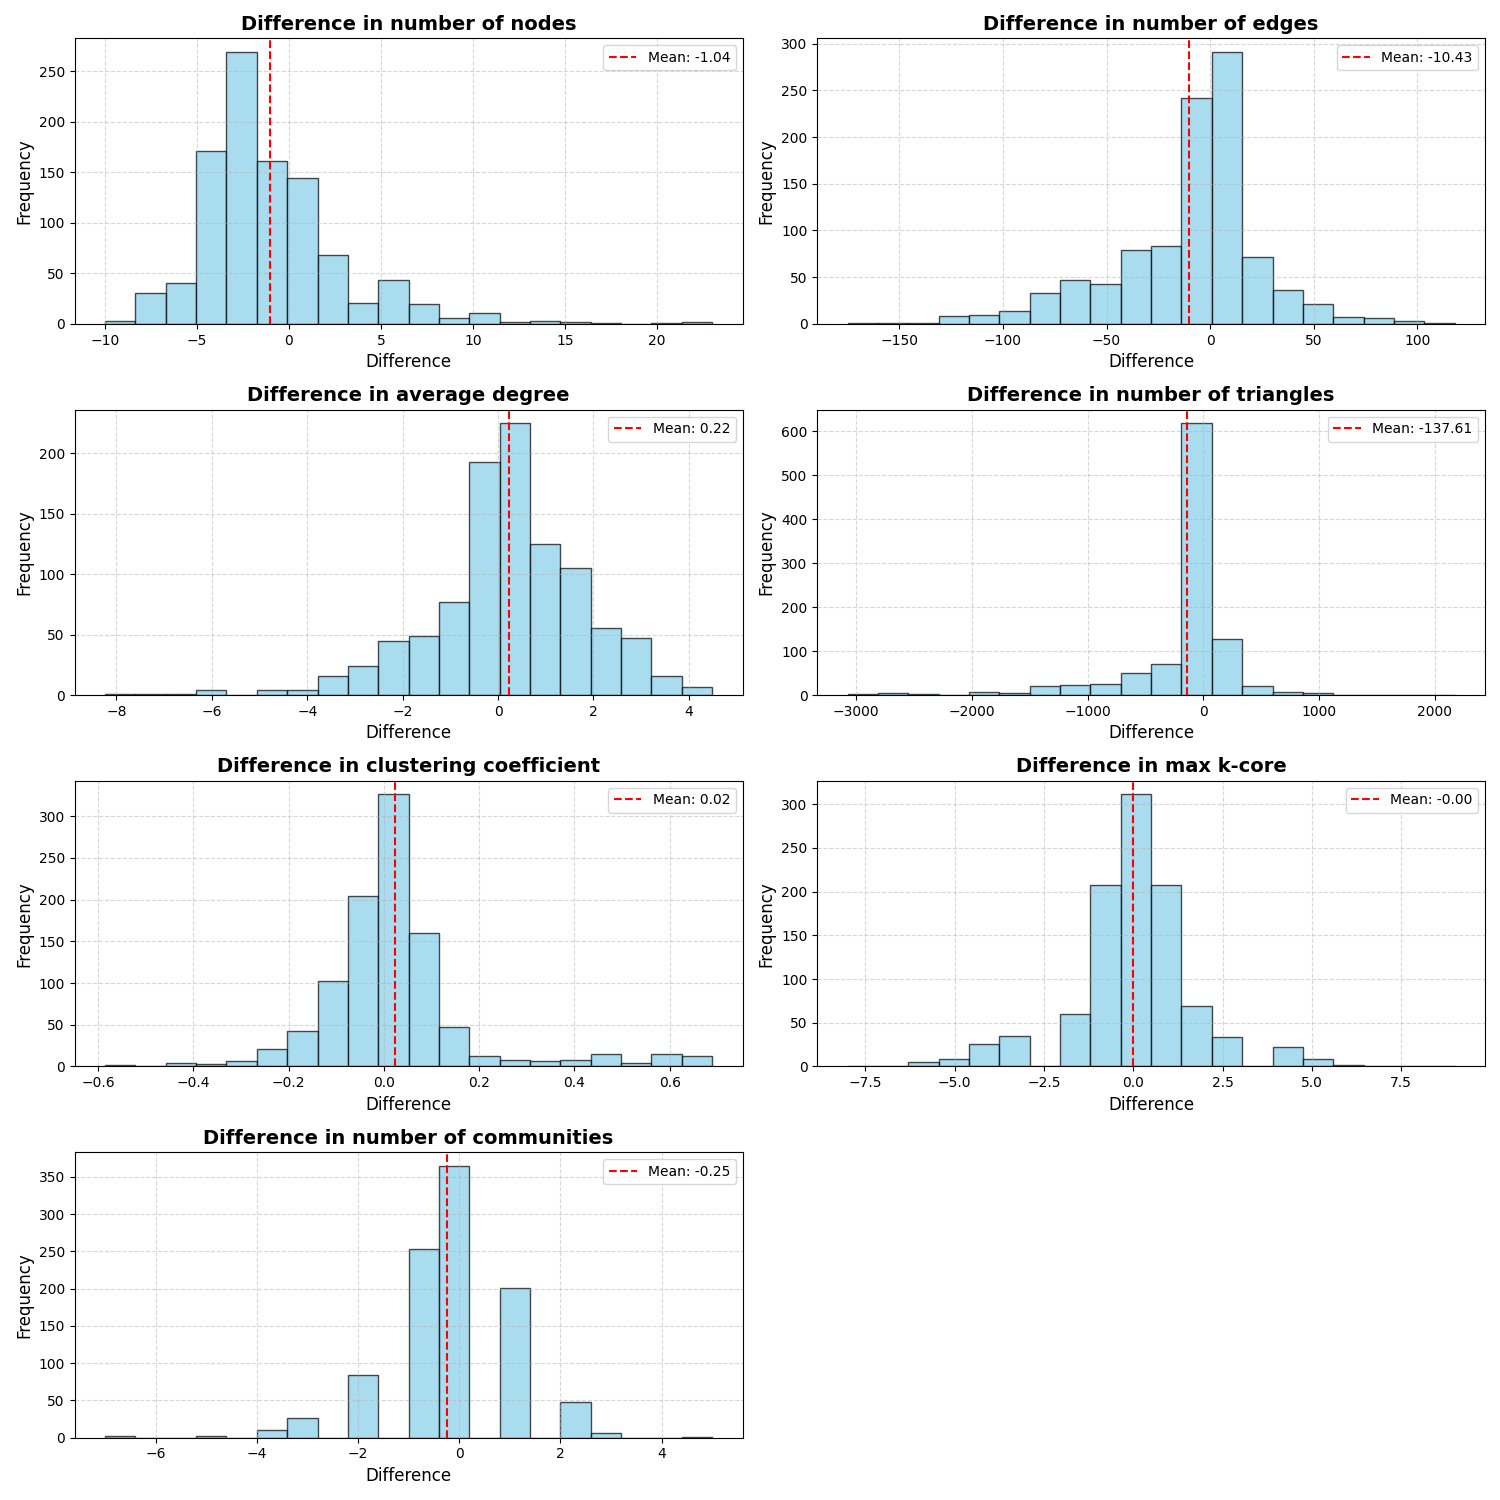 Difference in number of nodes
Mean: -1.04
Frequency
250
200
150
100
50
0
−10 −5 0 5 10 15 20
Difference
Difference in number of edges
Mean: -10.43
Frequency
300
250
200
150
100
50
0
−150 −100 −50 0 50 100
Difference
Difference in average degree
Mean: 0.22
Frequency
200
150
100
50
0
−8 −6 −4 −2 0 2 4
Difference
Difference in number of triangles
Mean: -137.61
Frequency
600
500
400
300
200
100
0
−3000 −2000 −1000 0 1000 2000
Difference
Difference in clustering coefficient
Mean: 0.02
Frequency
300
250
200
150
100
50
0
−0.6 −0.4 −0.2 0.0 0.2 0.4 0.6
Difference
Difference in max k-core
Mean: -0.00
Frequency
300
250
200
150
100
50
0
−7.5 −5.0 −2.5 0.0 2.5 5.0 7.5
Difference
Difference in number of communities
Mean: -0.25
Frequency
350
300
250
200
150
100
50
0
−6 −4 −2 0 2 4
Difference